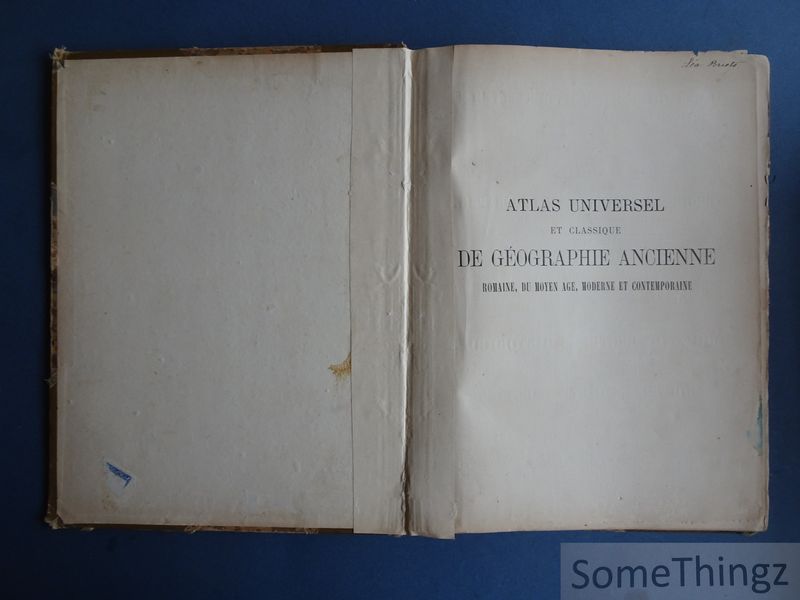 ATLAS UNIVERSEL
ET CLASSIQUE
DE GÉOGRAPHIE ANCIENNE
ROMAINE, DU MOYEN AGE, MODERNE ET CONTEMPORAINE
SomeThingz